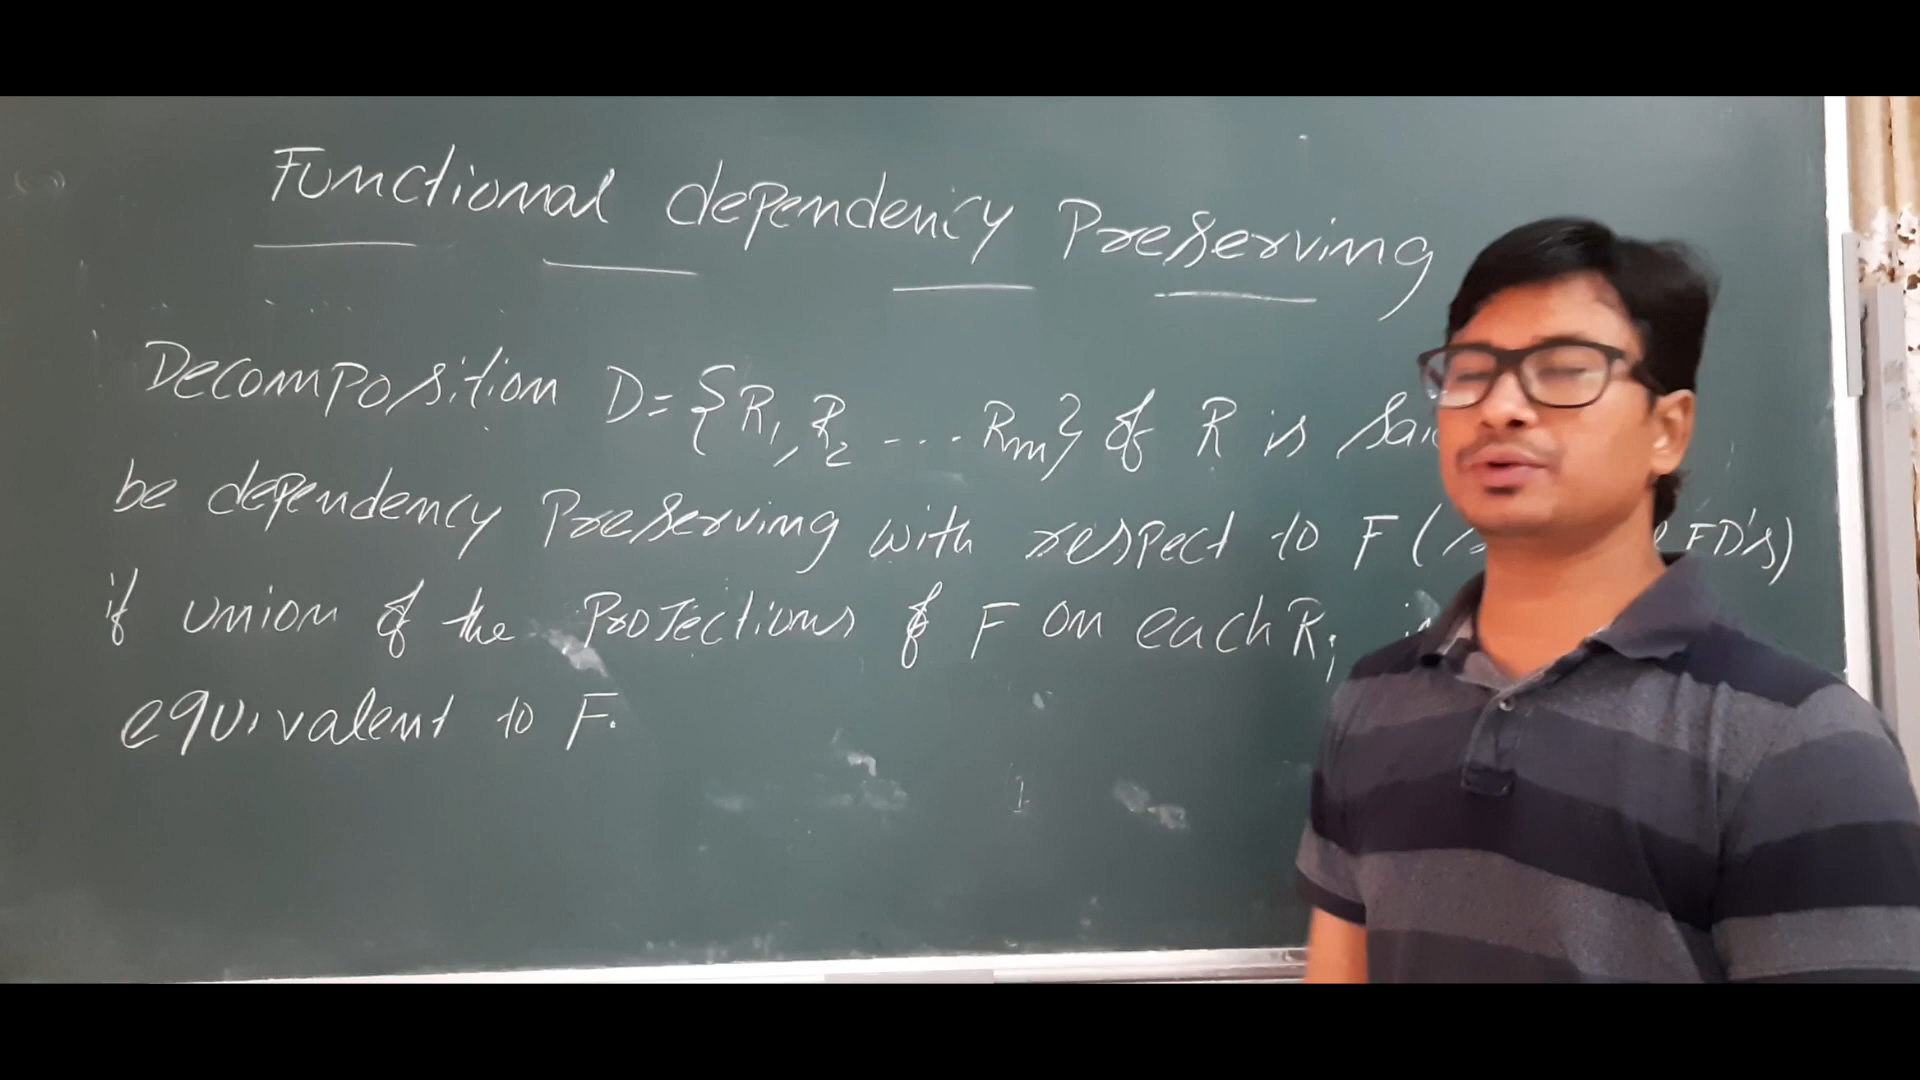 Functional dependency Preserving
Decomposition D = {R1, R2 ---- Rm} of R is
be dependency Preserving with respect to F ( FD's)
if union of the Projections of F on each Ri
equivalent to F.